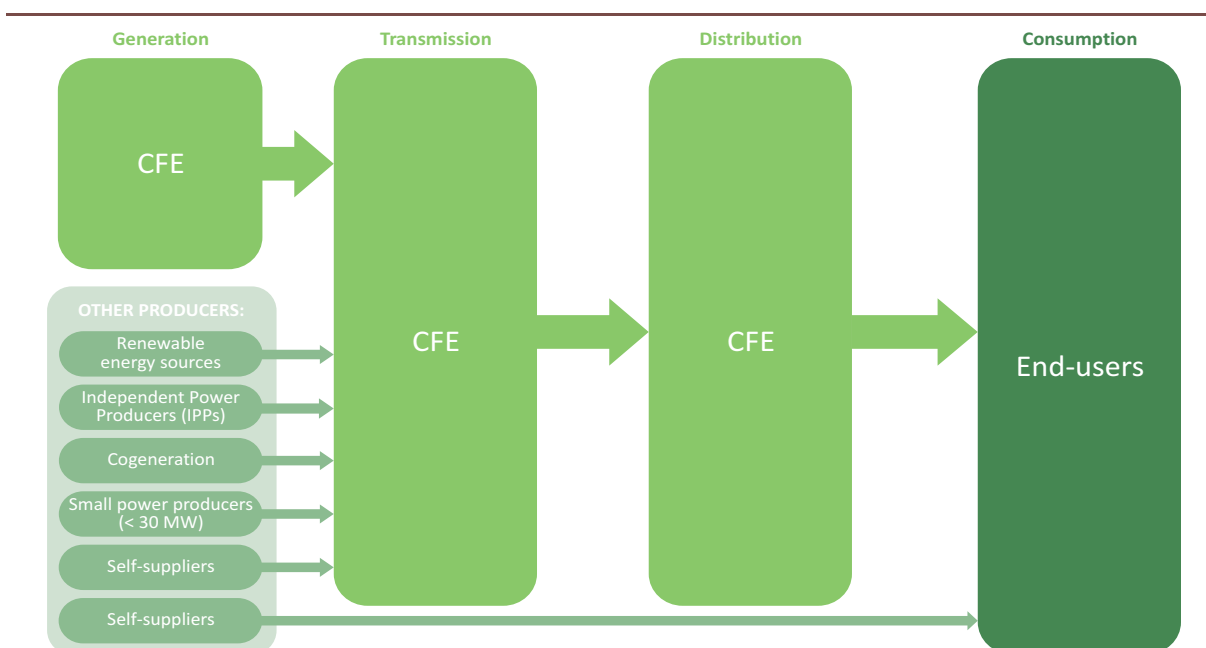 Generation
Transmission
Distribution
Consumption
CFE
OTHER PRODUCERS:
Renewable
energy sources
Independent Power
Producers (IPPs)
Cogeneration
Small power producers
(< 30 MW)
Self-suppliers
Self-suppliers
CFE
CFE
End-users